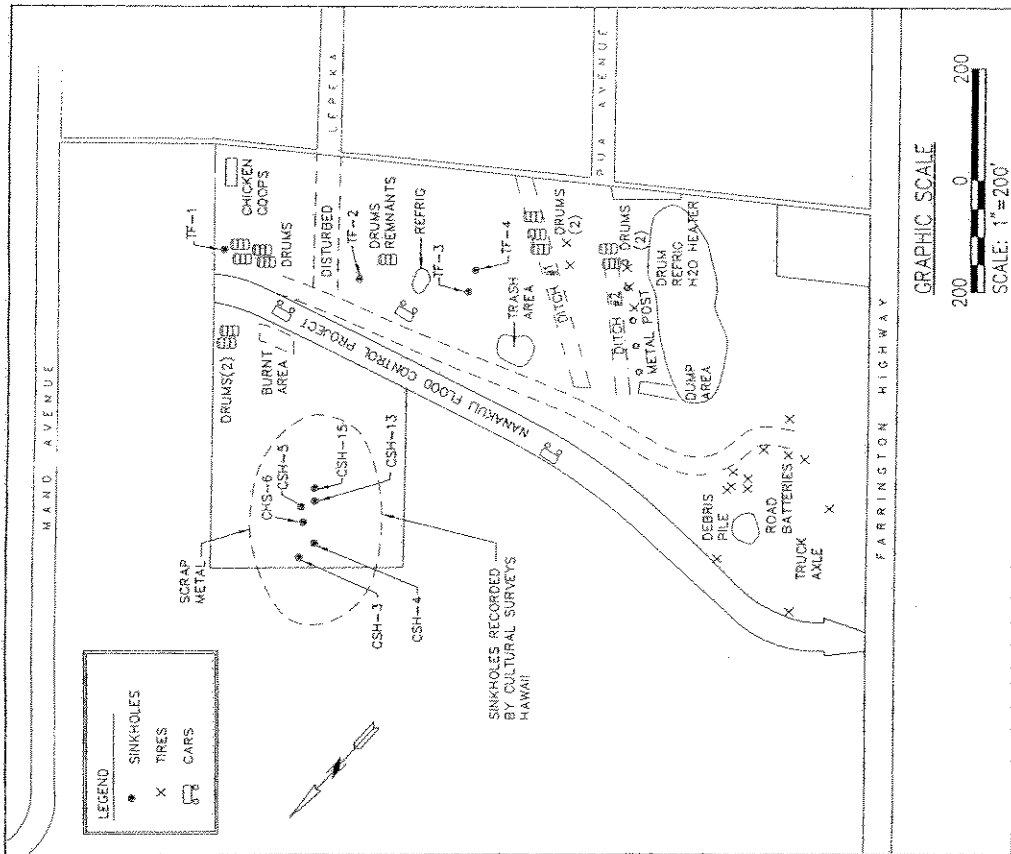 MANO AVENUE
LEGEND
SINKHOLES
TIRES
CARS
SCRAP
METAL
CHS-6
CSH-5
CSH-15
CSH-13
CSH-3
CSH-4
SINKHOLES RECORDED
BY CULTURAL SURVEYS
HAWAII
DRUMS(2)
BURNT
AREA
TF-1
CHICKEN
COOPS
DRUMS
DISTURBED
LEPEKA
TF-2
DRUMS
REMNANTS
REFRIG
TF-3
TF-4
NANAKULI FLOOD CONTROL PROJECT
TRASH
AREA
DITCH #1
DRUMS
(2)
PUA AVENUE
DITCH #2
DRUMS
(2)
METAL POST
DRUM
REFRIG
H2O HEATER
DUMP
AREA
DEBRIS
PILE
ROAD
BATTERIES
TRUCK
AXLE
FARRINGTON HIGHWAY
GRAPHIC SCALE
200 0 200
SCALE: 1"=200'